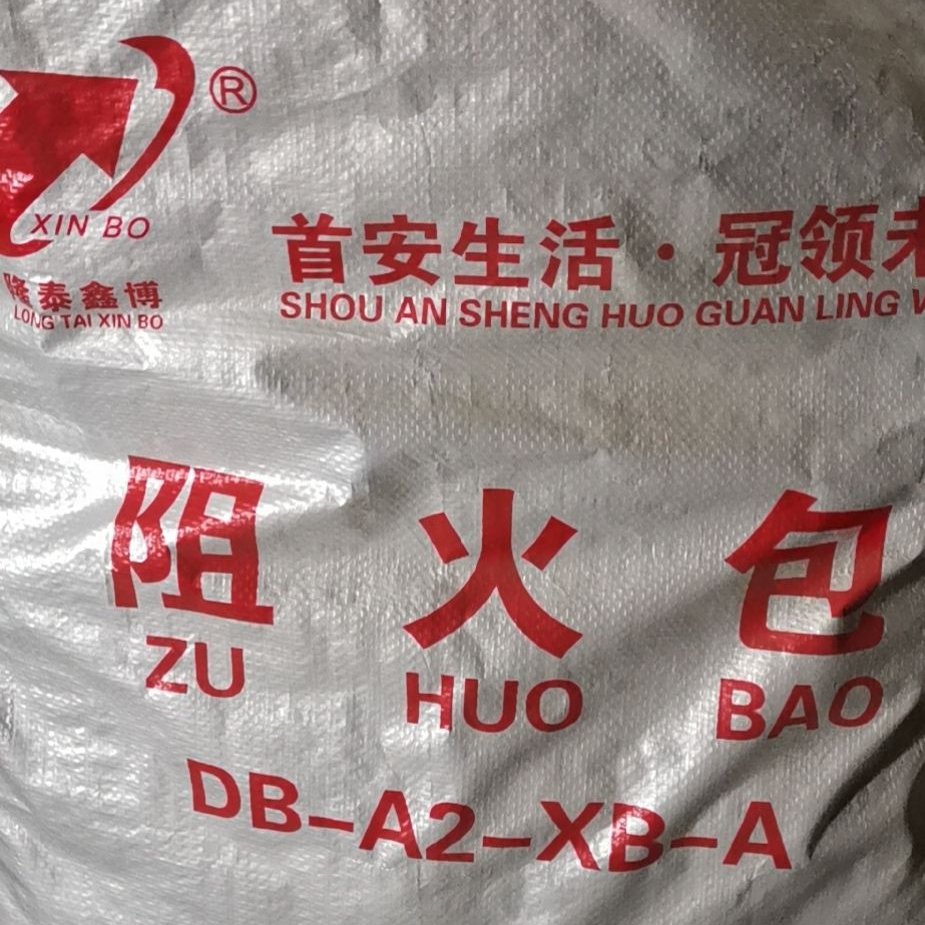 ®
XIN BO
隆泰鑫博
LONG TAI XIN BO
首安生活·冠领
SHOU AN SHENG HUO GUAN LING
阻火包
ZU HUO BAO
DB-A2-XB-A